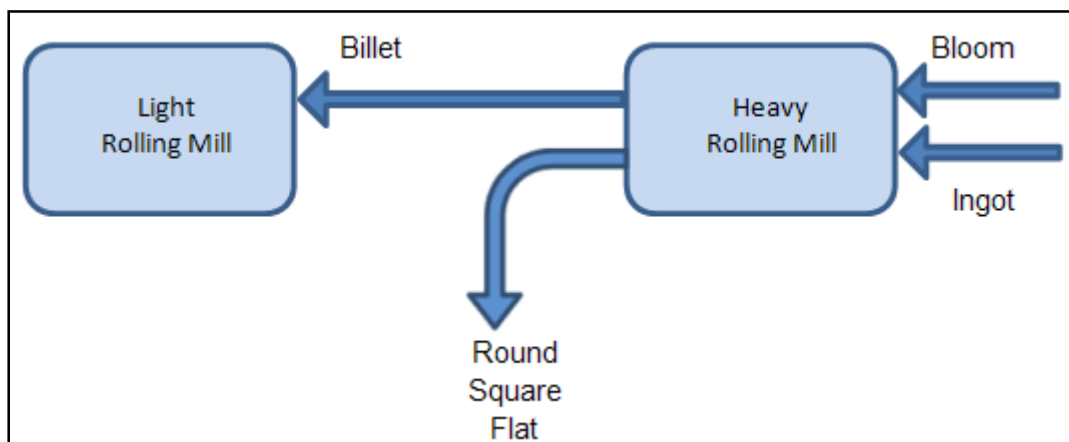 Billet
Bloom
Light
Rolling Mill
Heavy
Rolling Mill
Ingot
Round
Square
Flat